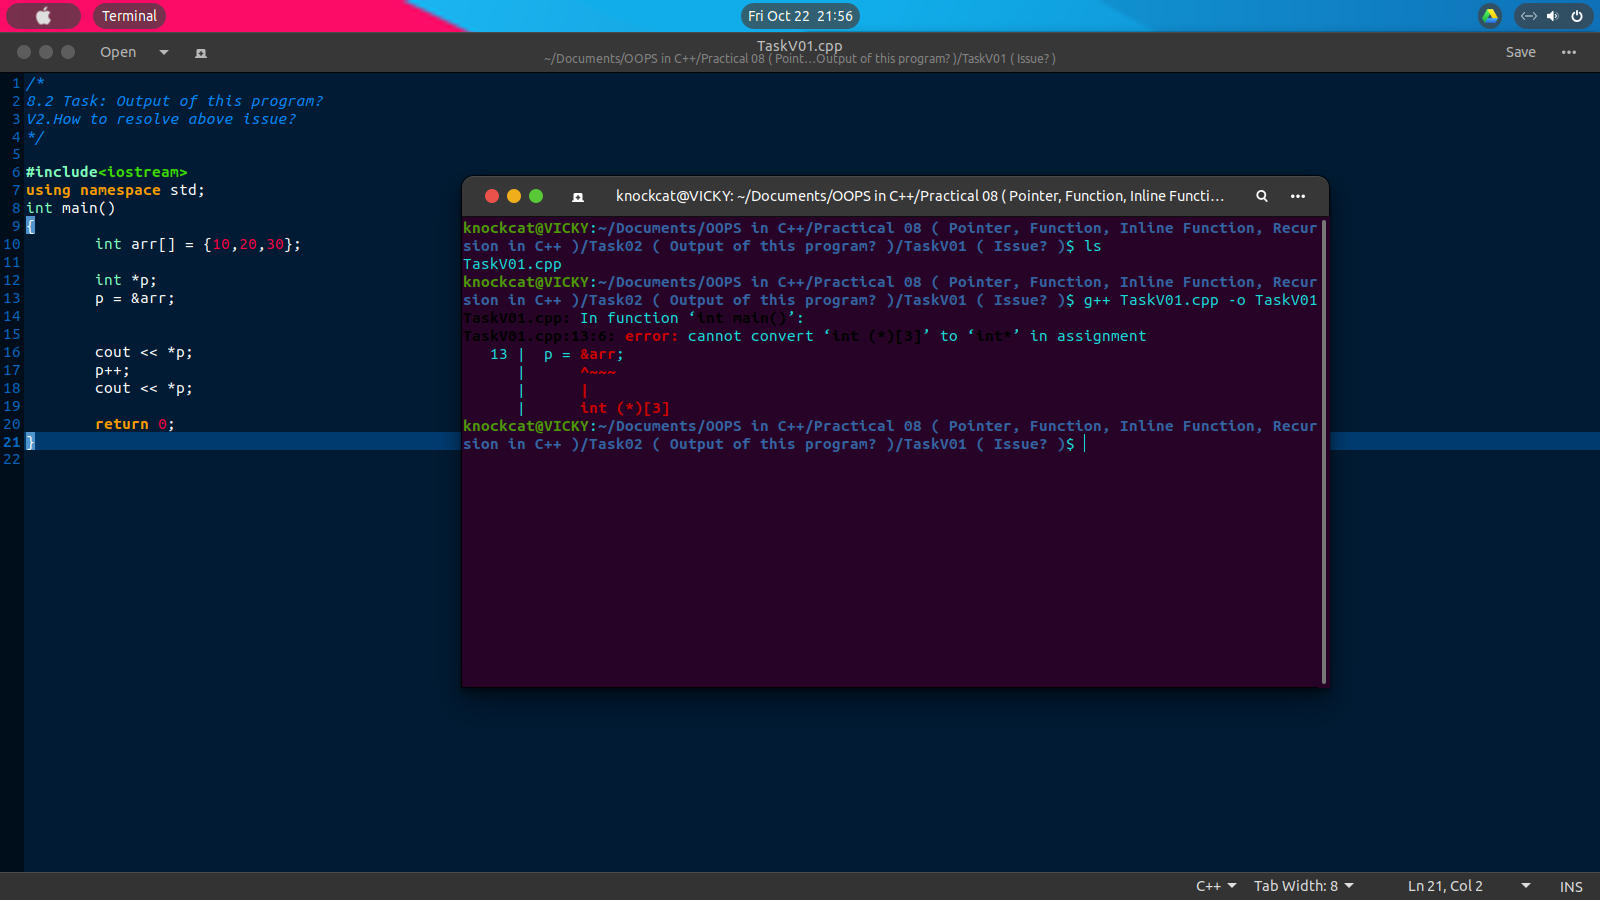 Terminal
Fri Oct 22 21:56
Open
TaskV01.cpp
~/Documents/OOPS in C++/Practical 08 ( Point…Output of this program? )/TaskV01 ( Issue? )
Save
1 /*
2 8.2 Task: Output of this program?
3 V2.How to resolve above issue?
4 */
5
6 #include<iostream>
7 using namespace std;
8 int main()
9 {
10 int arr[] = {10,20,30};
11
12 int *p;
13 p = &arr;
14
15
16 cout << *p;
17 p++;
18 cout << *p;
19
20 return 0;
21 }
22
knockcat@VICKY: ~/Documents/OOPS in C++/Practical 08 ( Pointer, Function, Inline Functi…
knockcat@VICKY:~/Documents/OOPS in C++/Practical 08 ( Pointer, Function, Inline Function, Recur
sion in C++ )/Task02 ( Output of this program? )/TaskV01 ( Issue? )$ ls
TaskV01.cpp
knockcat@VICKY:~/Documents/OOPS in C++/Practical 08 ( Pointer, Function, Inline Function, Recur
sion in C++ )/Task02 ( Output of this program? )/TaskV01 ( Issue? )$ g++ TaskV01.cpp -o TaskV01
TaskV01.cpp: In function ‘int main()’:
TaskV01.cpp:13:6: error: cannot convert ‘int (*)[3]’ to ‘int*’ in assignment
13 | p = &arr;
| ^~~~
| |
| int (*)[3]
knockcat@VICKY:~/Documents/OOPS in C++/Practical 08 ( Pointer, Function, Inline Function, Recur
sion in C++ )/Task02 ( Output of this program? )/TaskV01 ( Issue? )$
C++
Tab Width: 8
Ln 21, Col 2
INS